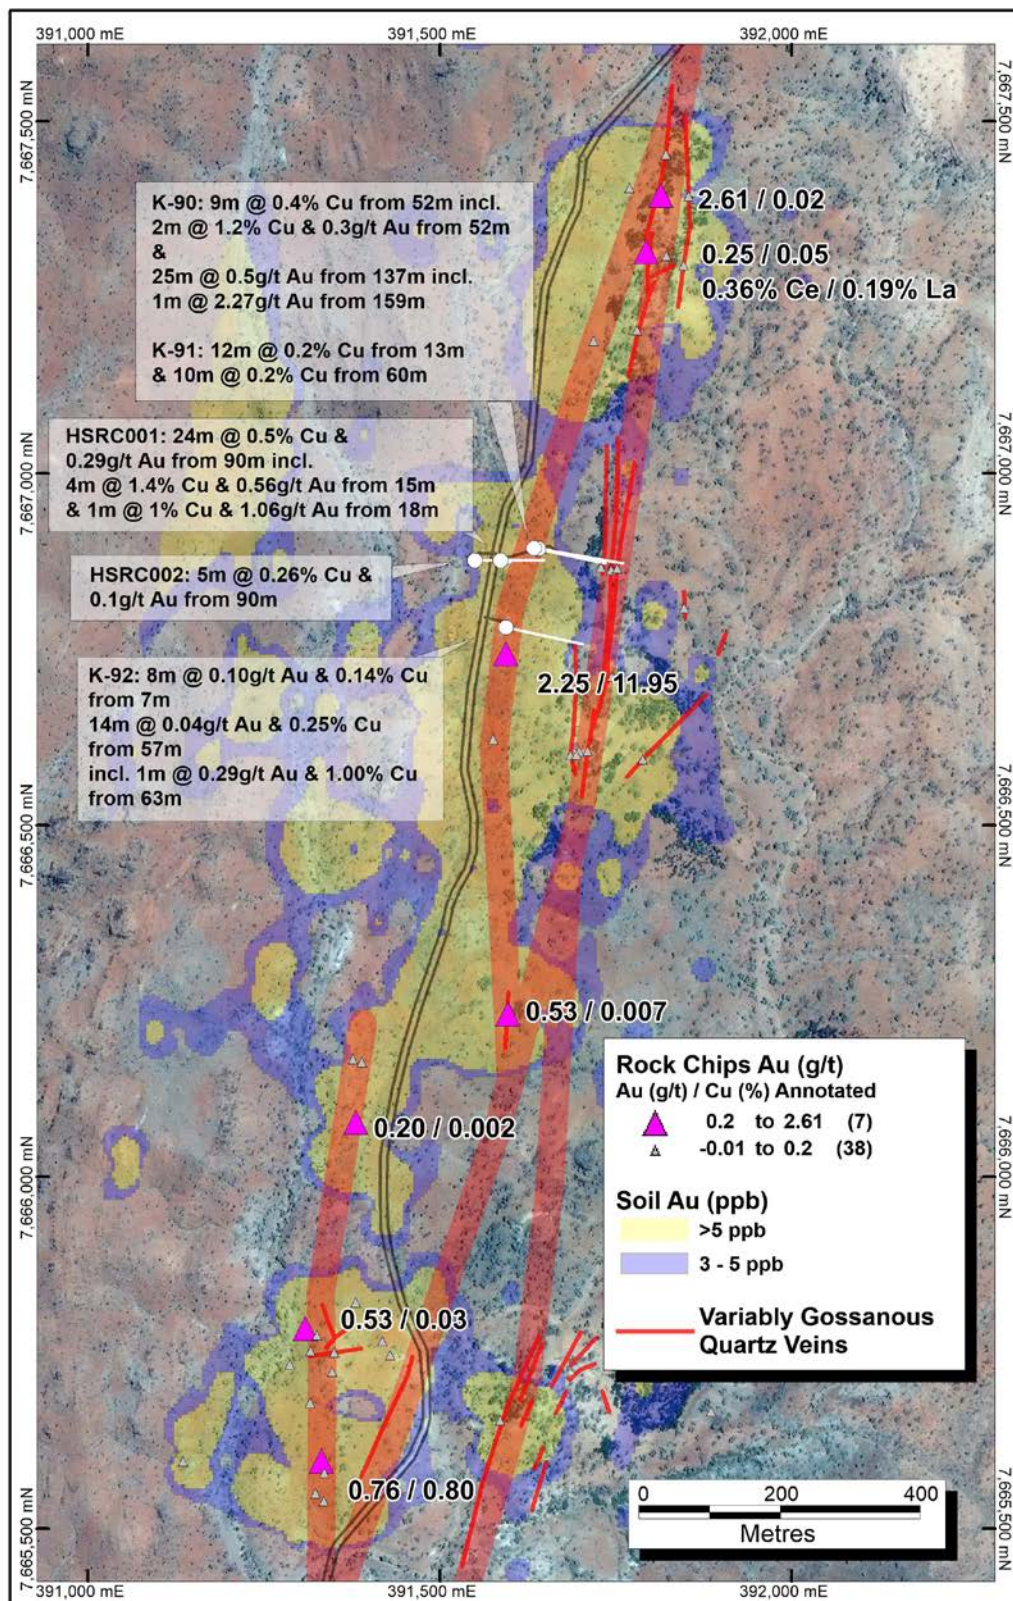 391,000 mE
391,500 mE
392,000 mE
7,667,500 mN
7,667,500 mN
K-90: 9m @ 0.4% Cu from 52m incl.
2m @ 1.2% Cu & 0.3g/t Au from 52m
&
25m @ 0.5g/t Au from 137m incl.
1m @ 2.27g/t Au from 159m
K-91: 12m @ 0.2% Cu from 13m
& 10m @ 0.2% Cu from 60m
2.61 / 0.02
0.25 / 0.05
0.36% Ce / 0.19% La
HSRC001: 24m @ 0.5% Cu &
0.29g/t Au from 90m incl.
4m @ 1.4% Cu & 0.56g/t Au from 15m
& 1m @ 1% Cu & 1.06g/t Au from 18m
7,667,000 mN
7,667,000 mN
HSRC002: 5m @ 0.26% Cu &
0.1g/t Au from 90m
K-92: 8m @ 0.10g/t Au & 0.14% Cu
from 7m
14m @ 0.04g/t Au & 0.25% Cu
from 57m
incl. 1m @ 0.29g/t Au & 1.00% Cu
from 63m
2.25 / 11.95
7,666,500 mN
7,666,500 mN
0.53 / 0.007
0.20 / 0.002
7,666,000 mN
7,666,000 mN
0.53 / 0.03
0.76 / 0.80
Rock Chips Au (g/t)
Au (g/t) / Cu (%) Annotated
0.2 to 2.61 (7)
-0.01 to 0.2 (38)
Soil Au (ppb)
>5 ppb
3 - 5 ppb
Variably Gossanous
Quartz Veins
0 200 400
Metres
7,665,500 mN
7,665,500 mN
391,000 mE
391,500 mE
392,000 mE